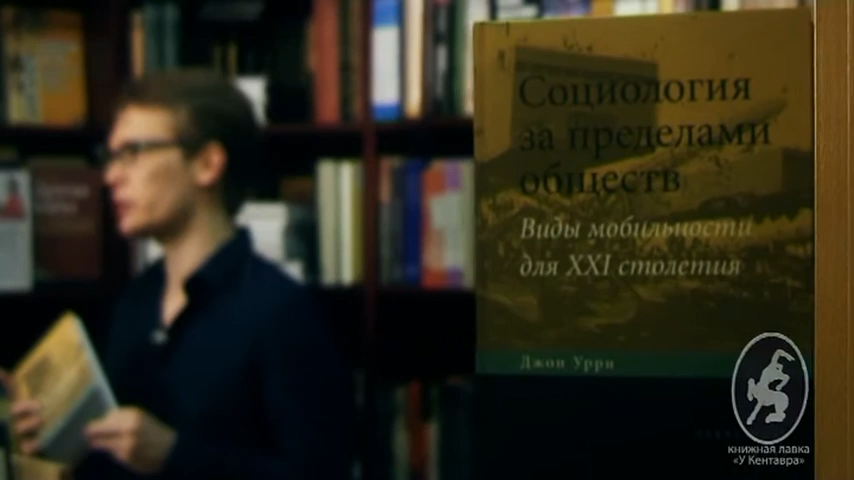 Социология
за пределами
обществ
Виды мобильности
для XXI столетия
Джон Урри
книжная лавка
«У Кентавра»